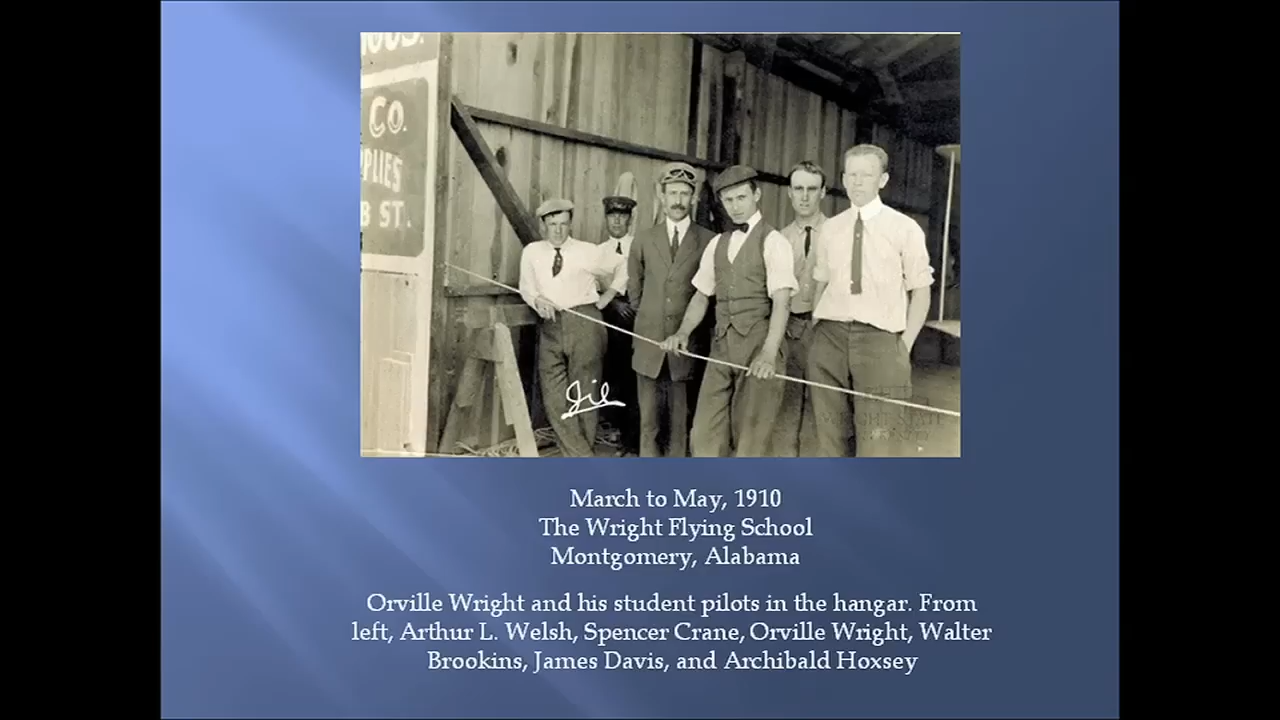 CO.
ST.
Jil
March to May, 1910
The Wright Flying School
Montgomery, Alabama
Orville Wright and his student pilots in the hangar. From
left, Arthur L. Welsh, Spencer Crane, Orville Wright, Walter
Brookins, James Davis, and Archibald Hoxsey